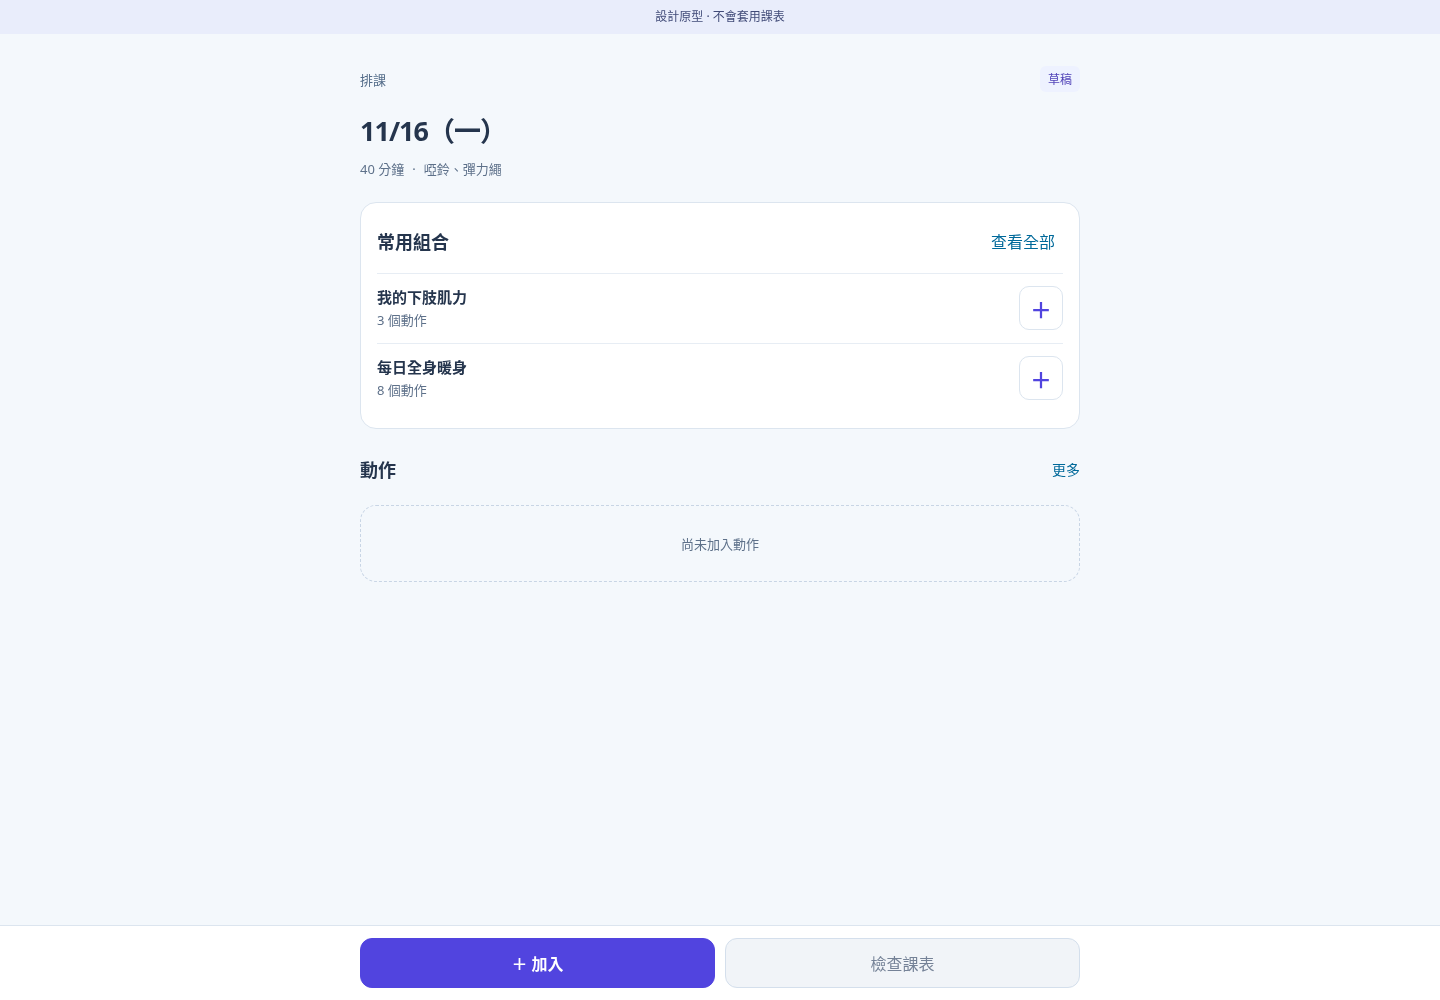 設計原型 · 不會套用課表
排課
草稿
11/16（一）
40 分鐘 · 啞鈴、彈力繩
常用組合
查看全部
我的下肢肌力
3 個動作
＋
每日全身暖身
8 個動作
＋
動作
更多
尚未加入動作
＋ 加入
檢查課表